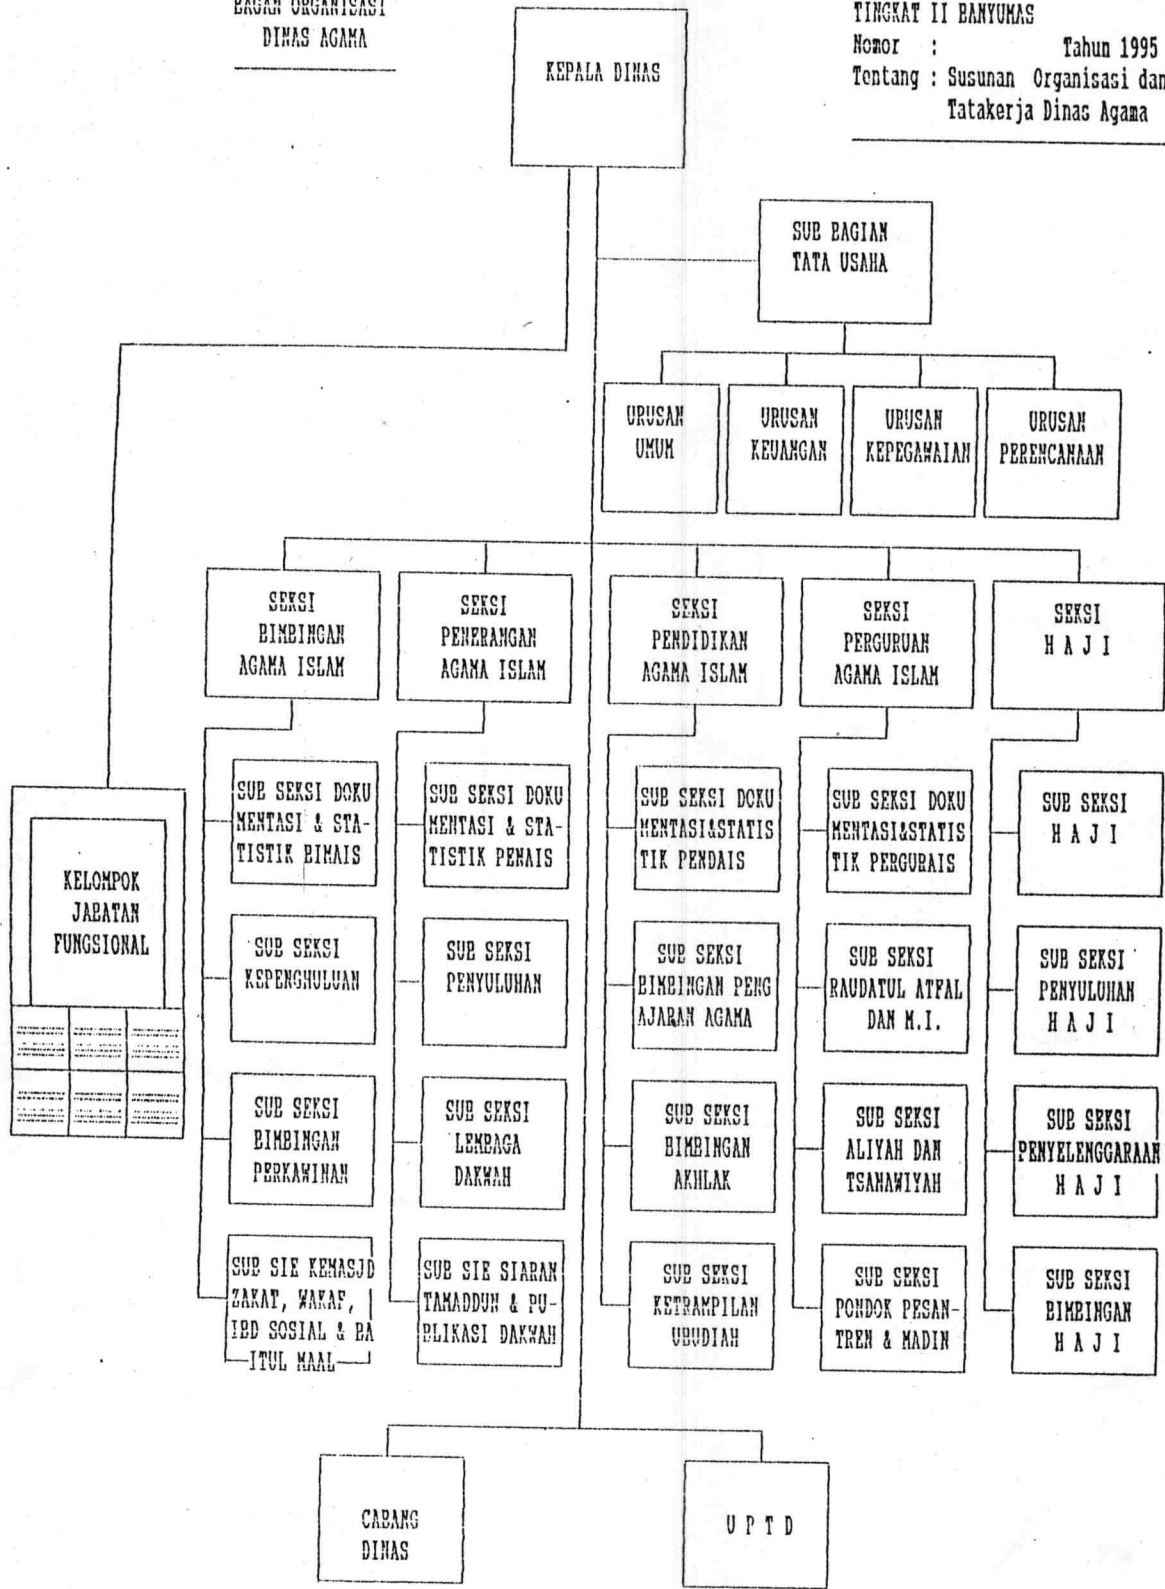 BAGAN ORGANISASI
DINAS AGAMA
TINGKAT II BANYUMAS
Nomor : Tahun 1995
Tentang : Susunan Organisasi dan
Tatakerja Dinas Agama
KEPALA DINAS
SUB BAGIAN
TATA USAHA
URUSAN
UMUM
URUSAN
KEUANGAN
URUSAN
KEPEGAWAIAN
URUSAN
PERENCANAAN
SEKSI
BIMBINGAN
AGAMA ISLAM
SEKSI
PENERANGAN
AGAMA ISLAM
SEKSI
PENDIDIKAN
AGAMA ISLAM
SEKSI
PERGURUAN
AGAMA ISLAM
SEKSI
H A J I
KELOMPOK
JABATAN
FUNGSIONAL
SUB SEKSI DOKU
MENTASI & STA-
TISTIK BIMAIS
SUB SEKSI DOKU
MENTASI & STA-
TISTIK PENAIS
SUB SEKSI DOKU
MENTASI&STATIS
TIK PENDAIS
SUB SEKSI DOKU
MENTASI&STATIS
TIK PERGURAIS
SUB SEKSI
H A J I
SUB SEKSI
KEPENGHULUAN
SUB SEKSI
PENYULUHAN
SUB SEKSI
BIMBINGAN PENG
AJARAN AGAMA
SUB SEKSI
RAUDATUL ATFAL
DAN M.I.
SUB SEKSI
PENYULUHAN
H A J I
SUB SEKSI
BIMBINGAN
PERKAWINAN
SUB SEKSI
LEMBAGA
DAKWAH
SUB SEKSI
BIMBINGAN
AKHLAK
SUB SEKSI
ALIYAH DAN
TSANAWIYAH
SUB SEKSI
PENYELENGGARAAN
H A J I
SUB SIE KEMASJD
ZAKAT, WAKAF,
IBD SOSIAL & BA
ITUL MAAL
SUB SIE SIARAN
TAMADDUN & PU-
BLIKASI DAKWAH
SUB SEKSI
KETRAMPILAN
UBUDIAH
SUB SEKSI
PONDOK PESAN-
TREN & MADIN
SUB SEKSI
BIMBINGAN
H A J I
CABANG
DINAS
U P T D